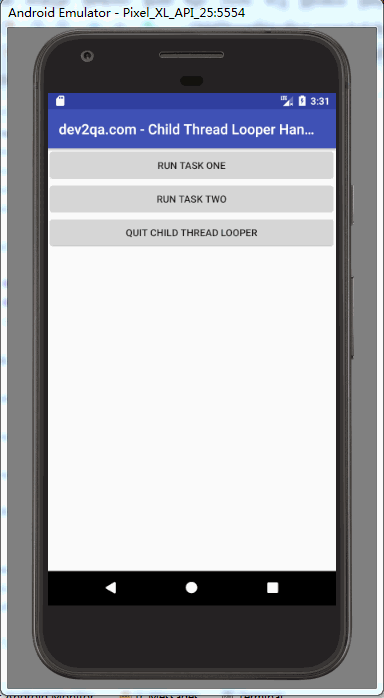 Android Emulator - Pixel_XL_API_25:5554
3:31
dev2qa.com - Child Thread Looper Han...
RUN TASK ONE
RUN TASK TWO
QUIT CHILD THREAD LOOPER